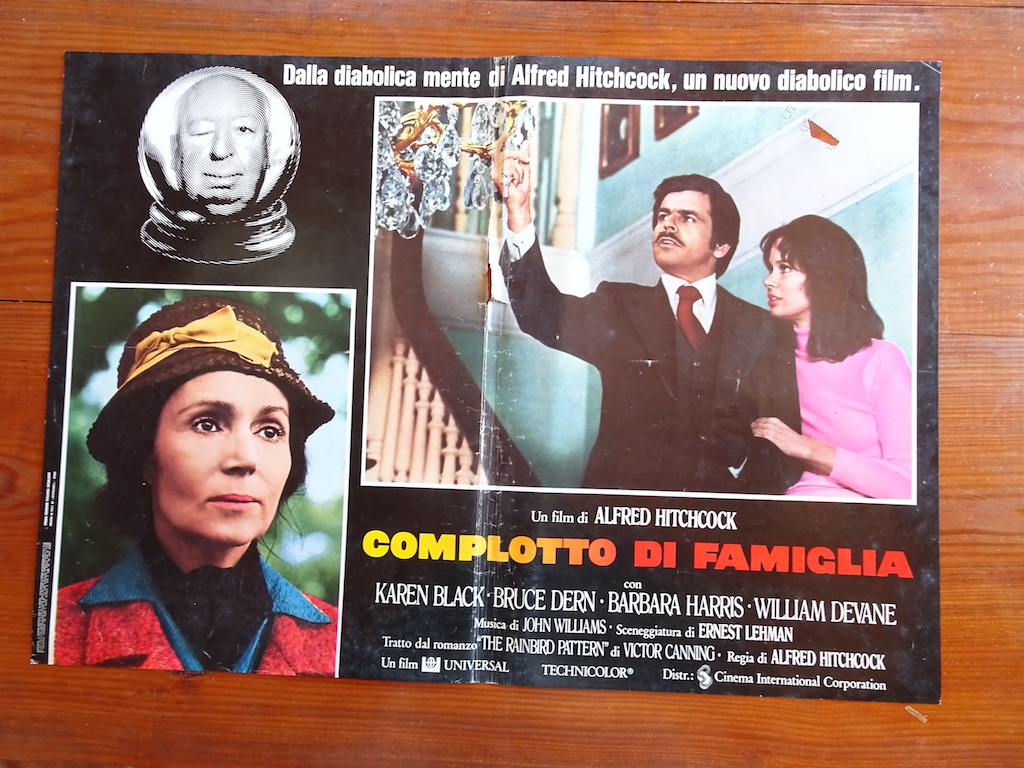 Dalla diabolica mente di Alfred Hitchcock, un nuovo diabolico film.
Un film di ALFRED HITCHCOCK
COMPLOTTO DI FAMIGLIA
con
KAREN BLACK · BRUCE DERN · BARBARA HARRIS · WILLIAM DEVANE
Musica di JOHN WILLIAMS · Sceneggiatura di ERNEST LEHMAN
Tratto dal romanzo "THE RAINBIRD PATTERN" di VICTOR CANNING · Regia di ALFRED HITCHCOCK
Un film UNIVERSAL TECHNICOLOR® Distr.: Cinema International Corporation